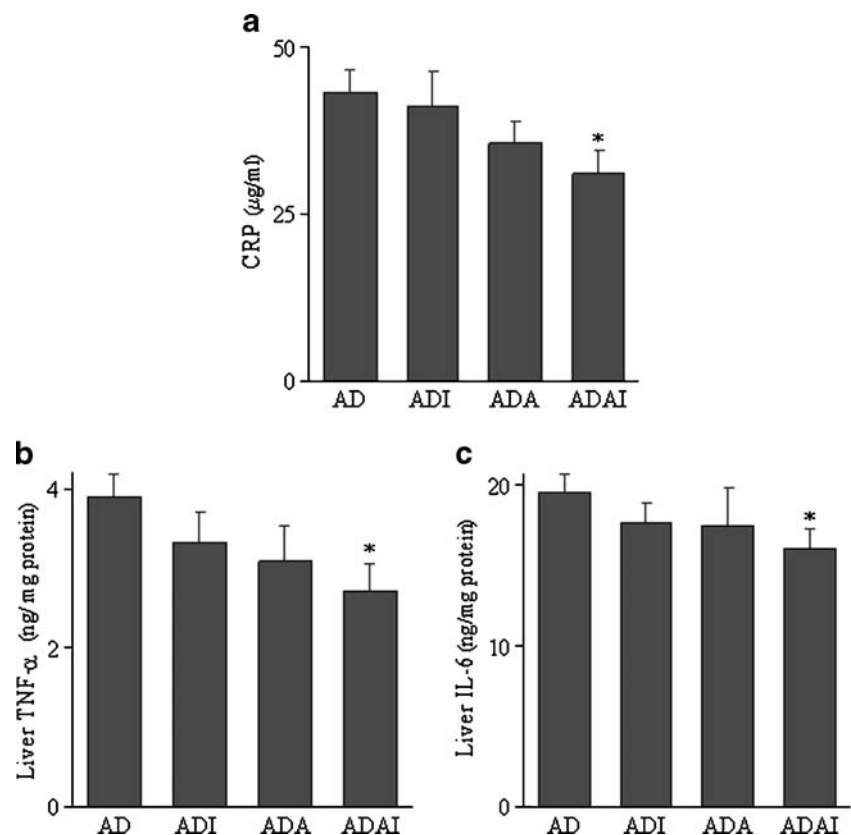 a
50
25
0
CRP (μg/ml)
*
AD ADI ADA ADAI
b
4
2
0
Liver TNF-α (ng/mg protein)
*
AD ADI ADA ADAI
c
20
10
0
Liver IL-6 (ng/mg protein)
*
AD ADI ADA ADAI